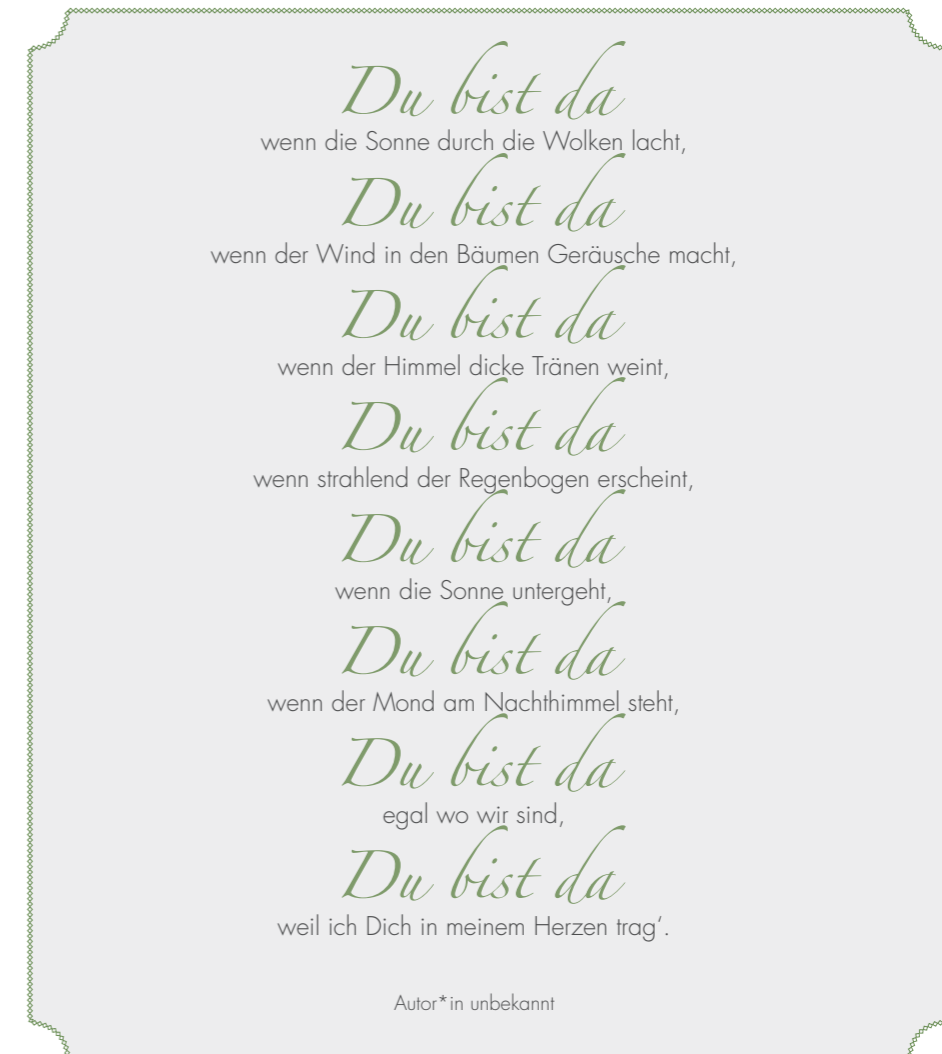 Du bist da
wenn die Sonne durch die Wolken lacht,
Du bist da
wenn der Wind in den Bäumen Geräusche macht,
Du bist da
wenn der Himmel dicke Tränen weint,
Du bist da
wenn strahlend der Regenbogen erscheint,
Du bist da
wenn die Sonne untergeht,
Du bist da
wenn der Mond am Nachthimmel steht,
Du bist da
egal wo wir sind,
Du bist da
weil ich Dich in meinem Herzen trag‘.
Autor*in unbekannt